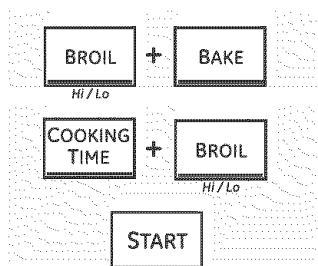 BROIL + BAKE
Hi / Lo
COOKING
TIME + BROIL
Hi / Lo
START